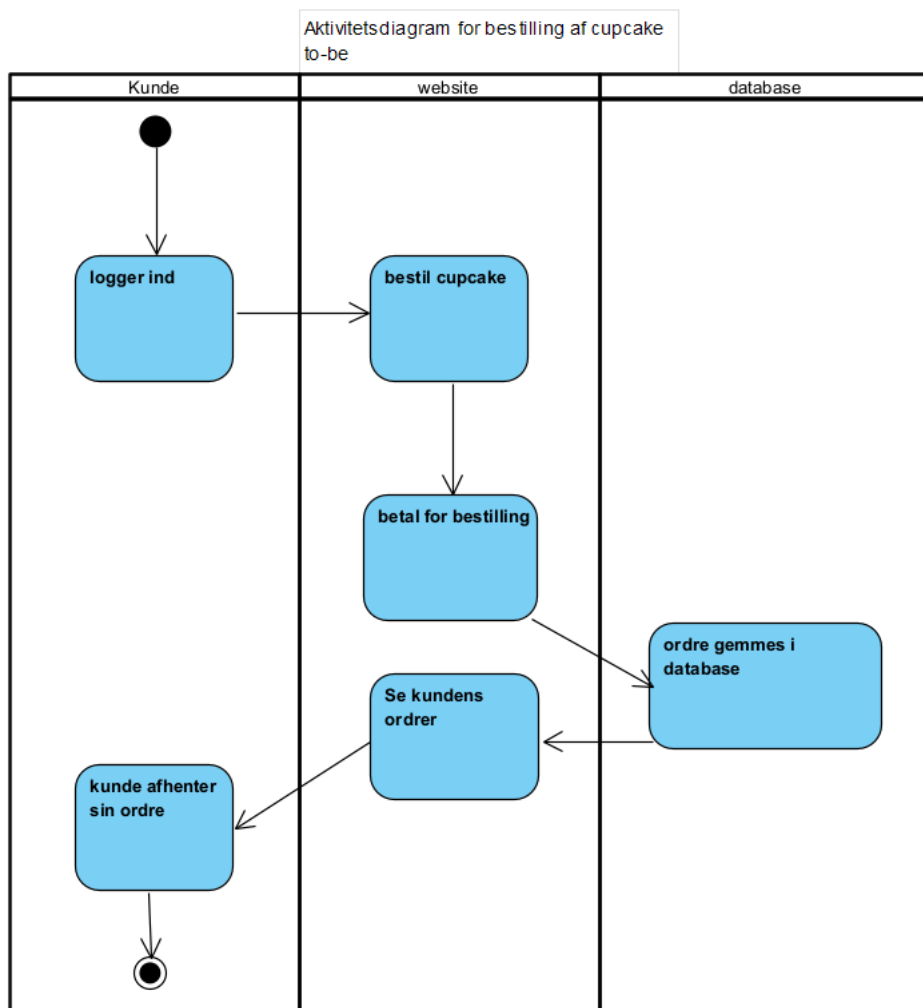 Aktivitetsdiagram for bestilling af cupcake
to-be
Kunde
website
database
logger ind
bestil cupcake
betal for bestilling
ordre gemmes i
database
Se kundens
ordrer
kunde afhenter
sin ordre